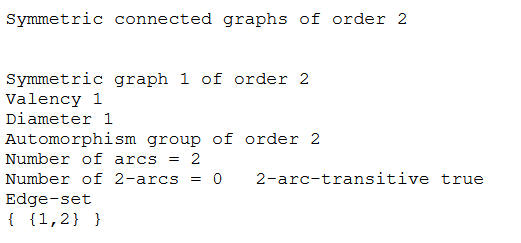 Symmetric connected graphs of order 2
Symmetric graph 1 of order 2
Valency 1
Diameter 1
Automorphism group of order 2
Number of arcs = 2
Number of 2-arcs = 0   2-arc-transitive true
Edge-set
{ {1,2} }